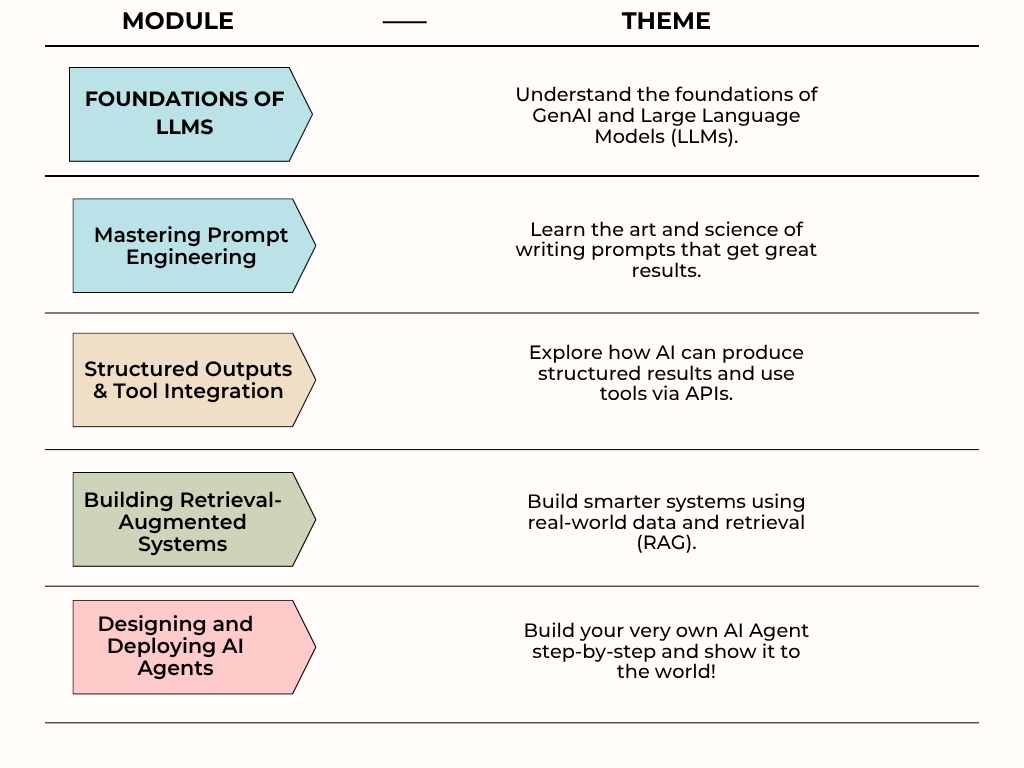 MODULE
THEME
FOUNDATIONS OF
LLMS
Understand the foundations of
GenAI and Large Language
Models (LLMs).
Mastering Prompt
Engineering
Learn the art and science of
writing prompts that get great
results.
Structured Outputs
& Tool Integration
Explore how AI can produce
structured results and use
tools via APIs.
Building Retrieval-
Augmented
Systems
Build smarter systems using
real-world data and retrieval
(RAG).
Designing and
Deploying AI
Agents
Build your very own AI Agent
step-by-step and show it to
the world!